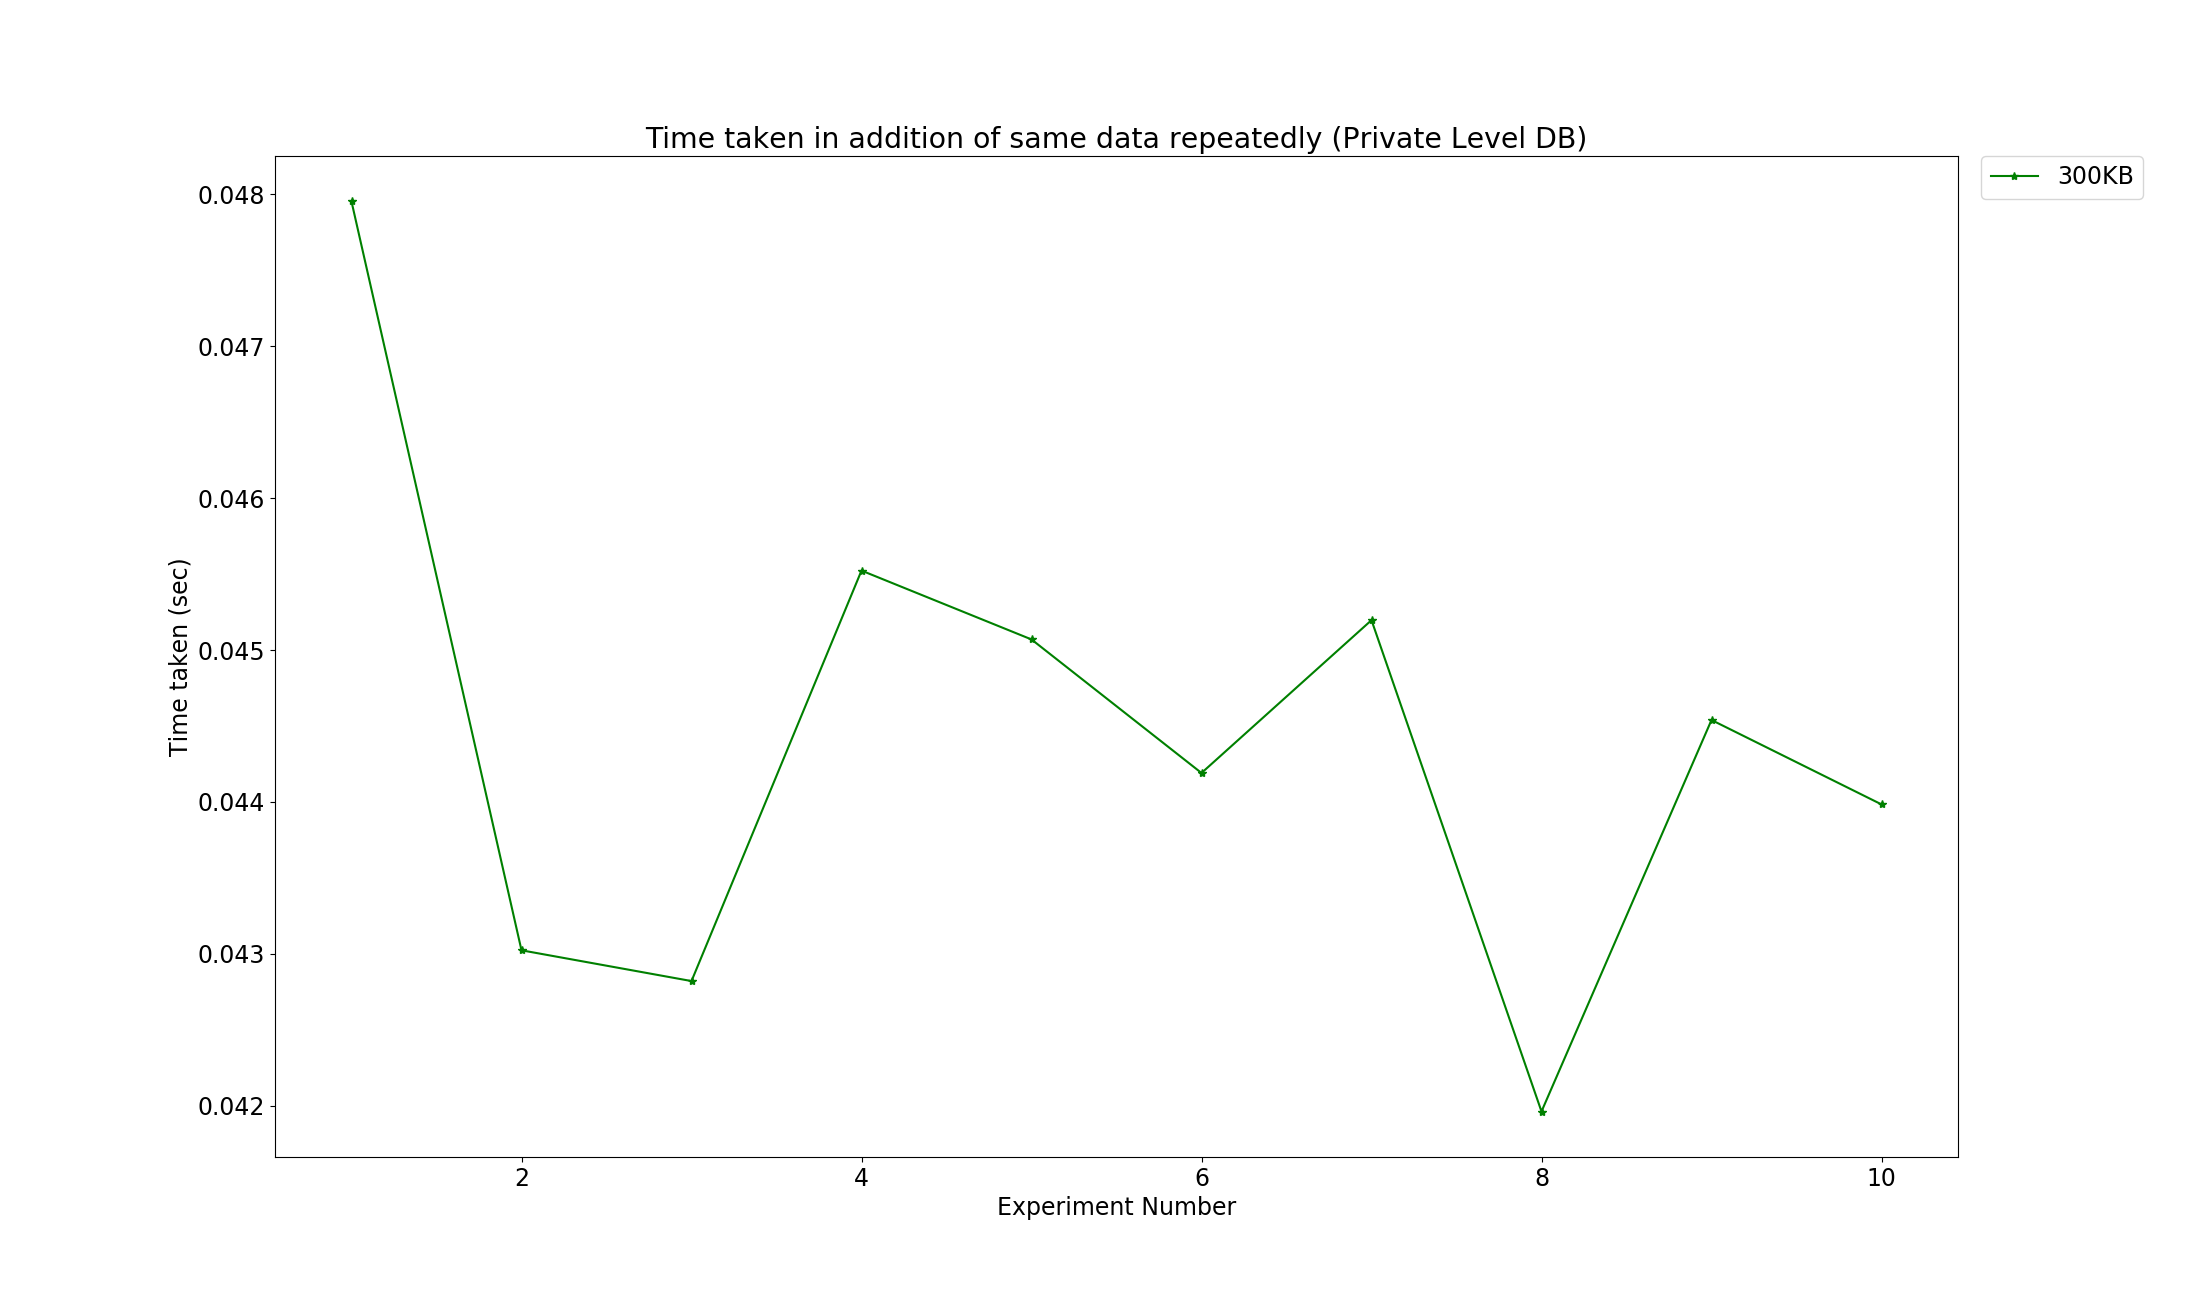 Time taken in addition of same data repeatedly (Private Level DB)
300KB
0.048
0.047
0.046
0.045
0.044
0.043
0.042
Time taken (sec)
2 4 6 8 10
Experiment Number